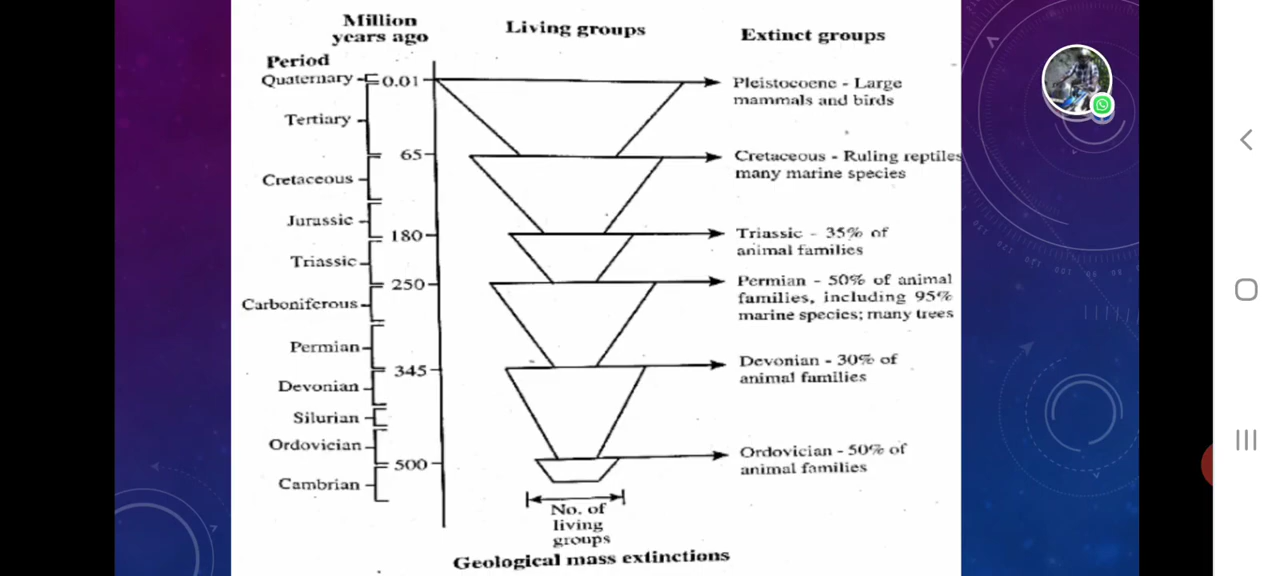 Million
years ago
Living groups
Extinct groups
Period
Quaternary
0.01
Pleistocoene - Large
mammals and birds
Tertiary
65
Cretaceous - Ruling reptiles
many marine species
Cretaceous
Jurassic
180
Triassic - 35% of
animal families
Triassic
250
Permian - 50% of animal
families, including 95%
marine species; many trees
Carboniferous
Permian
345
Devonian - 30% of
animal families
Devonian
Silurian
Ordovician
Ordovician - 50% of
animal families
500
Cambrian
No. of
living
groups
Geological mass extinctions